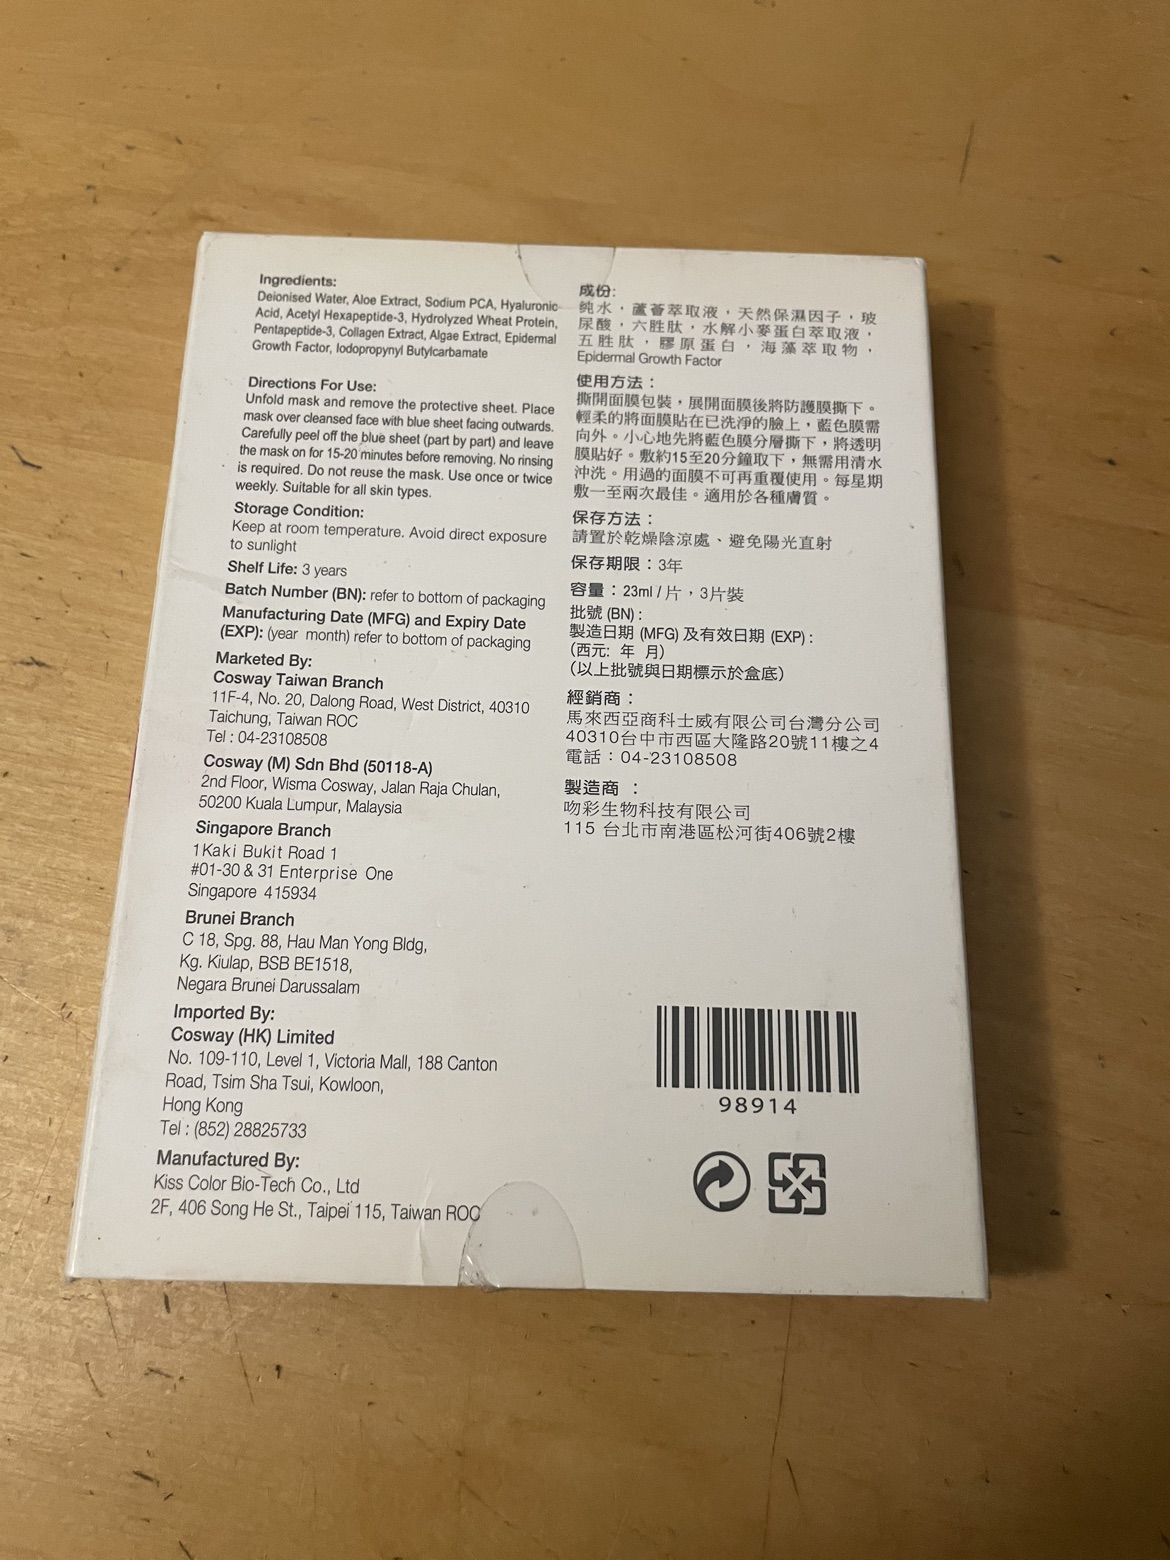 Ingredients:
Deionised Water, Aloe Extract, Sodium PCA, Hyaluronic
Acid, Acetyl Hexapeptide-3, Hydrolyzed Wheat Protein,
Pentapeptide-3, Collagen Extract, Algae Extract, Epidermal
Growth Factor, Iodopropynyl Butylcarbamate
Directions For Use:
Unfold mask and remove the protective sheet. Place
mask over cleansed face with blue sheet facing outwards.
Carefully peel off the blue sheet (part by part) and leave
the mask on for 15-20 minutes before removing. No rinsing
is required. Do not reuse the mask. Use once or twice
weekly. Suitable for all skin types.
Storage Condition:
Keep at room temperature. Avoid direct exposure
to sunlight
Shelf Life: 3 years
Batch Number (BN): refer to bottom of packaging
Manufacturing Date (MFG) and Expiry Date
(EXP): (year month) refer to bottom of packaging
Marketed By:
Cosway Taiwan Branch
11F-4, No. 20, Dalong Road, West District, 40310
Taichung, Taiwan ROC
Tel : 04-23108508
Cosway (M) Sdn Bhd (50118-A)
2nd Floor, Wisma Cosway, Jalan Raja Chulan,
50200 Kuala Lumpur, Malaysia
Singapore Branch
1Kaki Bukit Road 1
#01-30 & 31 Enterprise One
Singapore 415934
Brunei Branch
C 18, Spg. 88, Hau Man Yong Bldg,
Kg. Kiulap, BSB BE1518,
Negara Brunei Darussalam
Imported By:
Cosway (HK) Limited
No. 109-110, Level 1, Victoria Mall, 188 Canton
Road, Tsim Sha Tsui, Kowloon,
Hong Kong
Tel : (852) 28825733
Manufactured By:
Kiss Color Bio-Tech Co., Ltd
2F, 406 Song He St., Taipei 115, Taiwan ROC
成份:
純水，蘆薈萃取液，天然保濕因子，玻
尿酸，六胜肽，水解小麥蛋白萃取液，
五胜肽，膠原蛋白，海藻萃取物，
Epidermal Growth Factor
使用方法：
撕開面膜包裝，展開面膜後將防護膜撕下。
輕柔的將面膜貼在已洗淨的臉上，藍色膜需
向外。小心地先將藍色膜分層撕下，將透明
膜貼好。敷約15至20分鐘取下，無需用清水
沖洗。用過的面膜不可再重覆使用。每星期
敷一至兩次最佳。適用於各種膚質。
保存方法：
請置於乾燥陰涼處、避免陽光直射
保存期限：3年
容量：23ml / 片，3片裝
批號 (BN) :
製造日期 (MFG) 及有效日期 (EXP) :
(西元: 年 月)
(以上批號與日期標示於盒底)
經銷商：
馬來西亞商科士威有限公司台灣分公司
40310台中市西區大隆路20號11樓之4
電話：04-23108508
製造商 ：
吻彩生物科技有限公司
115 台北市南港區松河街406號2樓
98914